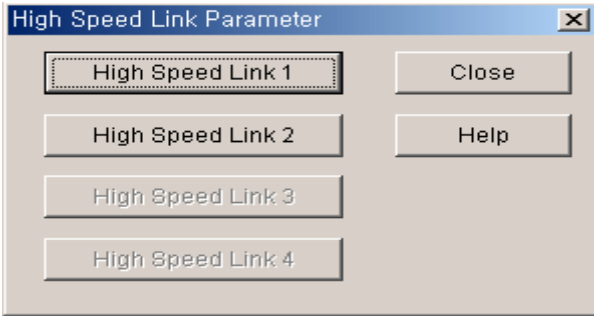 High Speed Link Parameter
High Speed Link 1
Close
High Speed Link 2
Help
High Speed Link 3
High Speed Link 4